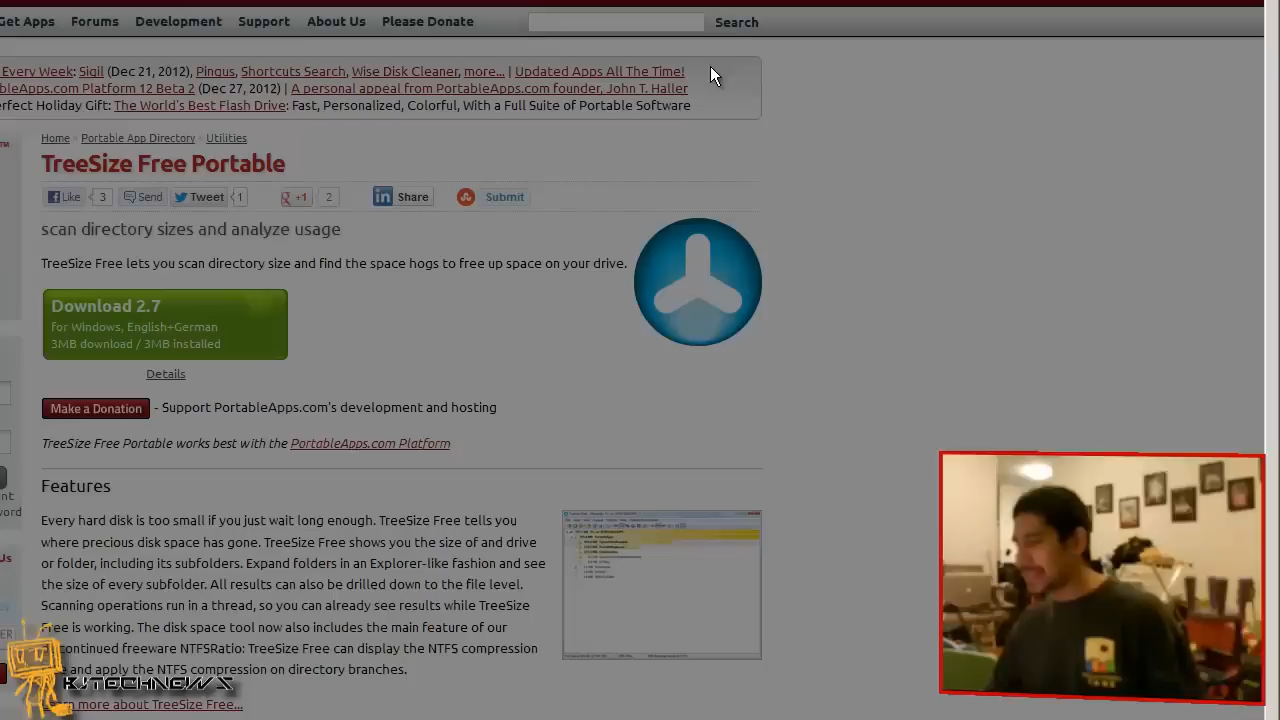 Get Apps Forums Development Support About Us Please Donate Search
Every Week: Sigil (Dec 21, 2012), Pingus, Shortcuts Search, Wise Disk Cleaner, more... | Updated Apps All The Time!
bleApps.com Platform 12 Beta 2 (Dec 27, 2012) | A personal appeal from PortableApps.com founder, John T. Haller
erfect Holiday Gift: The World's Best Flash Drive: Fast, Personalized, Colorful, With a Full Suite of Portable Software
Home » Portable App Directory » Utilities
TreeSize Free Portable
Like 3 Send Tweet 1 +1 2 in Share Submit
scan directory sizes and analyze usage
TreeSize Free lets you scan directory size and find the space hogs to free up space on your drive.
Download 2.7
for Windows, English+German
3MB download / 3MB installed
Details
Make a Donation - Support PortableApps.com's development and hosting
TreeSize Free Portable works best with the PortableApps.com Platform
Features
Every hard disk is too small if you just wait long enough. TreeSize Free tells you
where precious disk space has gone. TreeSize Free shows you the size of and drive
or folder, including its subfolders. Expand folders in an Explorer-like fashion and see
the size of every subfolder. All results can also be drilled down to the file level.
Scanning operations run in a thread, so you can already see results while TreeSize
Free is working. The disk space tool now also includes the main feature of our
discontinued freeware NTFSRatio: TreeSize Free can display the NTFS compression
and apply the NTFS compression on directory branches.
more about TreeSize Free...
RJTECHNEWS